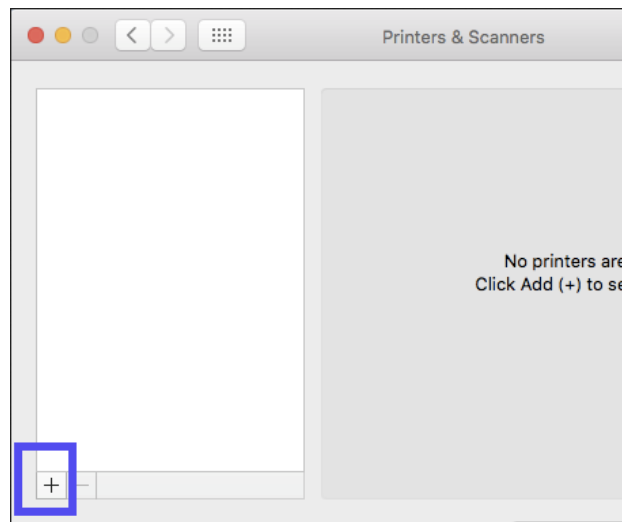 Printers & Scanners
No printers are
Click Add (+) to se
+ −